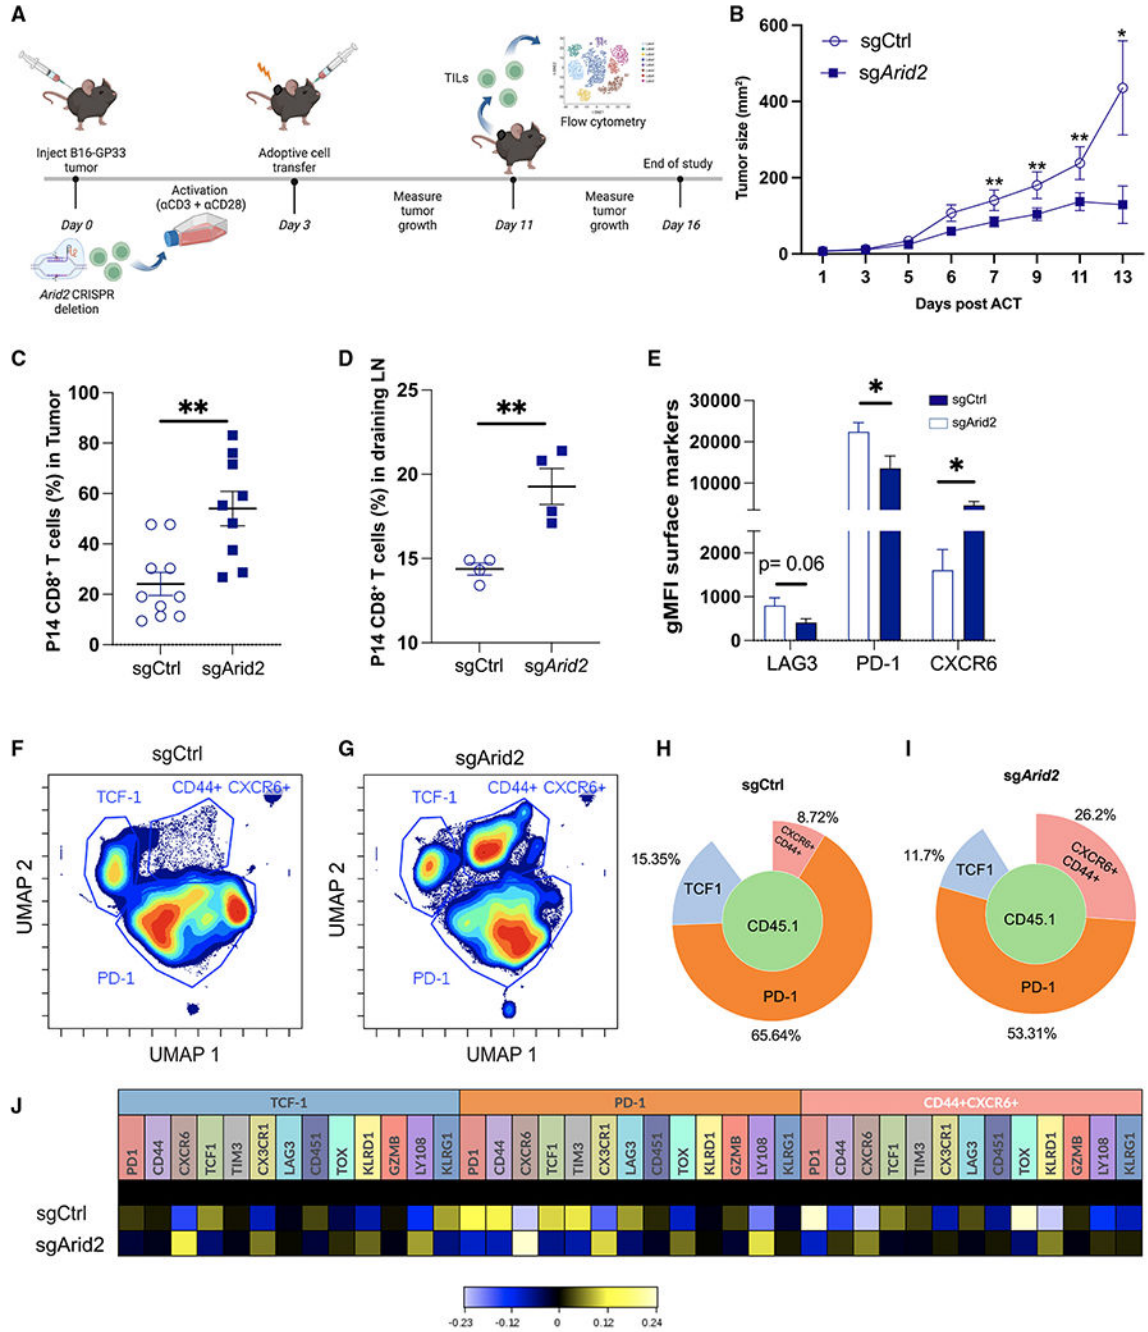 A
Inject B16-GP33
tumor
Adoptive cell
transfer
TILs
Flow cytometry
End of study
Activation
(αCD3 + αCD28)
Measure
tumor
growth
Measure
tumor
growth
Day 0
Day 3
Day 11
Day 16
Arid2 CRISPR
deletion
B
sgCtrl
sgArid2
Tumor size (mm²)
600
400
200
0
*
**
**
**
1 3 5 6 7 9 11 13
Days post ACT
C
P14 CD8⁺ T cells (%) in Tumor
100
80
60
40
20
0
**
sgCtrl sgArid2
D
P14 CD8⁺ T cells (%) in draining LN
25
20
15
10
**
sgCtrl sgArid2
E
gMFI surface markers
30000
20000
10000
2000
1000
0
sgCtrl
sgArid2
*
*
p= 0.06
LAG3 PD-1 CXCR6
F
sgCtrl
TCF-1
CD44+ CXCR6+
PD-1
UMAP 2
UMAP 1
G
sgArid2
TCF-1
CD44+ CXCR6+
PD-1
UMAP 2
UMAP 1
H
sgCtrl
8.72%
CXCR6+
CD44+
15.35%
TCF1
CD45.1
PD-1
65.64%
I
sgArid2
26.2%
CXCR6+
CD44+
11.7%
TCF1
CD45.1
PD-1
53.31%
J
TCF-1 PD-1 CD44+CXCR6+
PD1 CD44 CXCR6 TCF1 TIM3 CX3CR1 LAG3 CD451 TOX KLRD1 GZMB LY108 KLRG1 PD1 CD44 CXCR6 TCF1 TIM3 CX3CR1 LAG3 CD451 TOX KLRD1 GZMB LY108 KLRG1 PD1 CD44 CXCR6 TCF1 TIM3 CX3CR1 LAG3 CD451 TOX KLRD1 GZMB LY108 KLRG1
sgCtrl
sgArid2
-0.23 -0.12 0 0.12 0.24